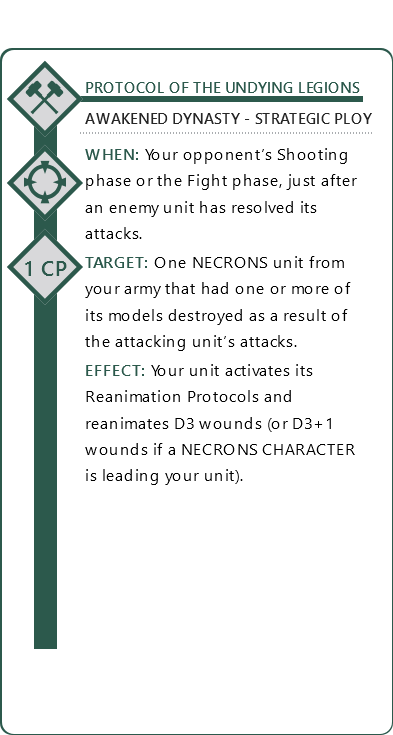 PROTOCOL OF THE UNDYING LEGIONS
AWAKENED DYNASTY - STRATEGIC PLOY
WHEN: Your opponent's Shooting
phase or the Fight phase, just after
an enemy unit has resolved its
attacks.
1 CP
TARGET: One NECRONS unit from
your army that had one or more of
its models destroyed as a result of
the attacking unit's attacks.
EFFECT: Your unit activates its
Reanimation Protocols and
reanimates D3 wounds (or D3+1
wounds if a NECRONS CHARACTER
is leading your unit).